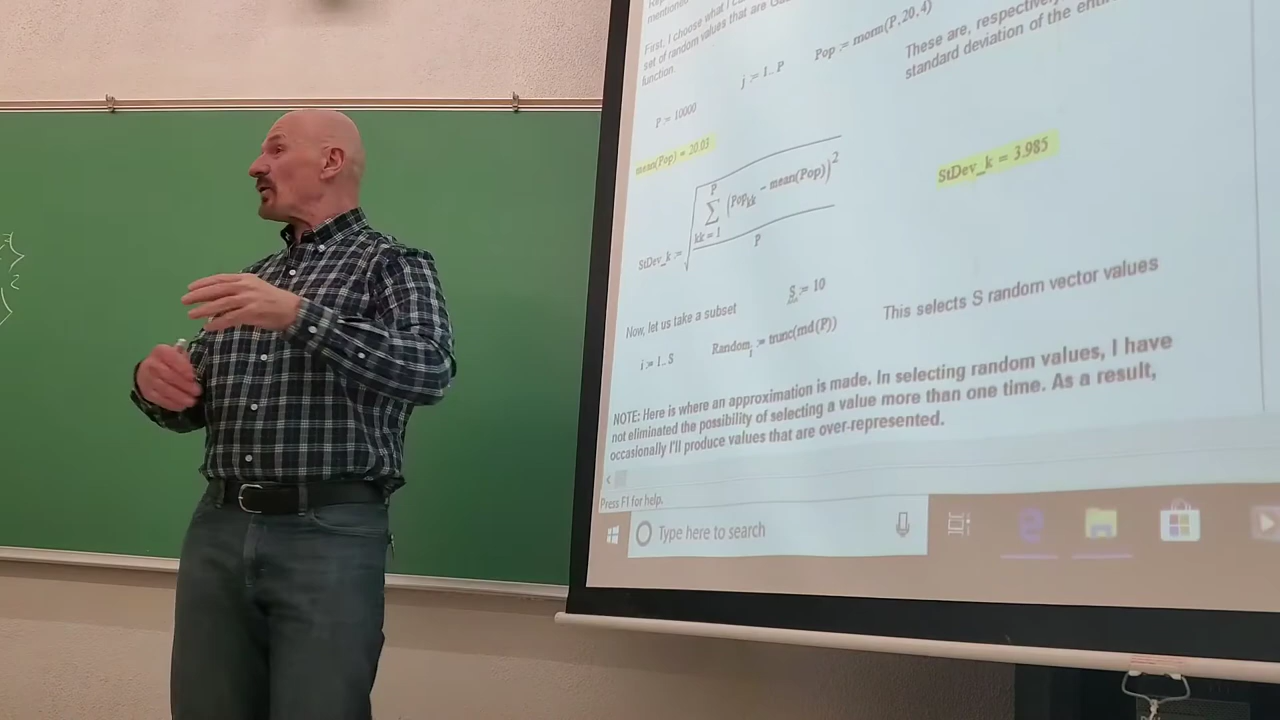 mentioned
First, I choose what I
set of random values that are
function.
P := 10000
j := 1.. P
Pop := rnorm(P,20,4)
These are, respectively
standard deviation of the
mean(Pop) = 20.03
StDev_k := √(∑ kk = 1 P (Pop kk − mean(Pop))² / P)
StDev_k = 3.985
Now, let us take a subset
S := 10
i := 1.. S
Random i := trunc(rnd(P))
This selects S random vector values
NOTE: Here is where an approximation is made. In selecting random values, I have
not eliminated the possibility of selecting a value more than one time. As a result,
occasionally I'll produce values that are over-represented.
Press F1 for help.
Type here to search